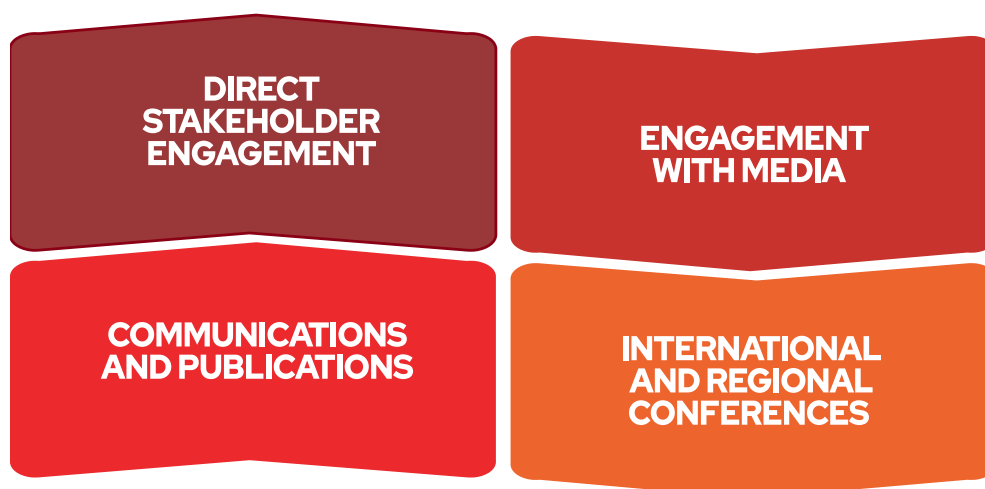 DIRECT
STAKEHOLDER
ENGAGEMENT
ENGAGEMENT
WITH MEDIA
COMMUNICATIONS
AND PUBLICATIONS
INTERNATIONAL
AND REGIONAL
CONFERENCES